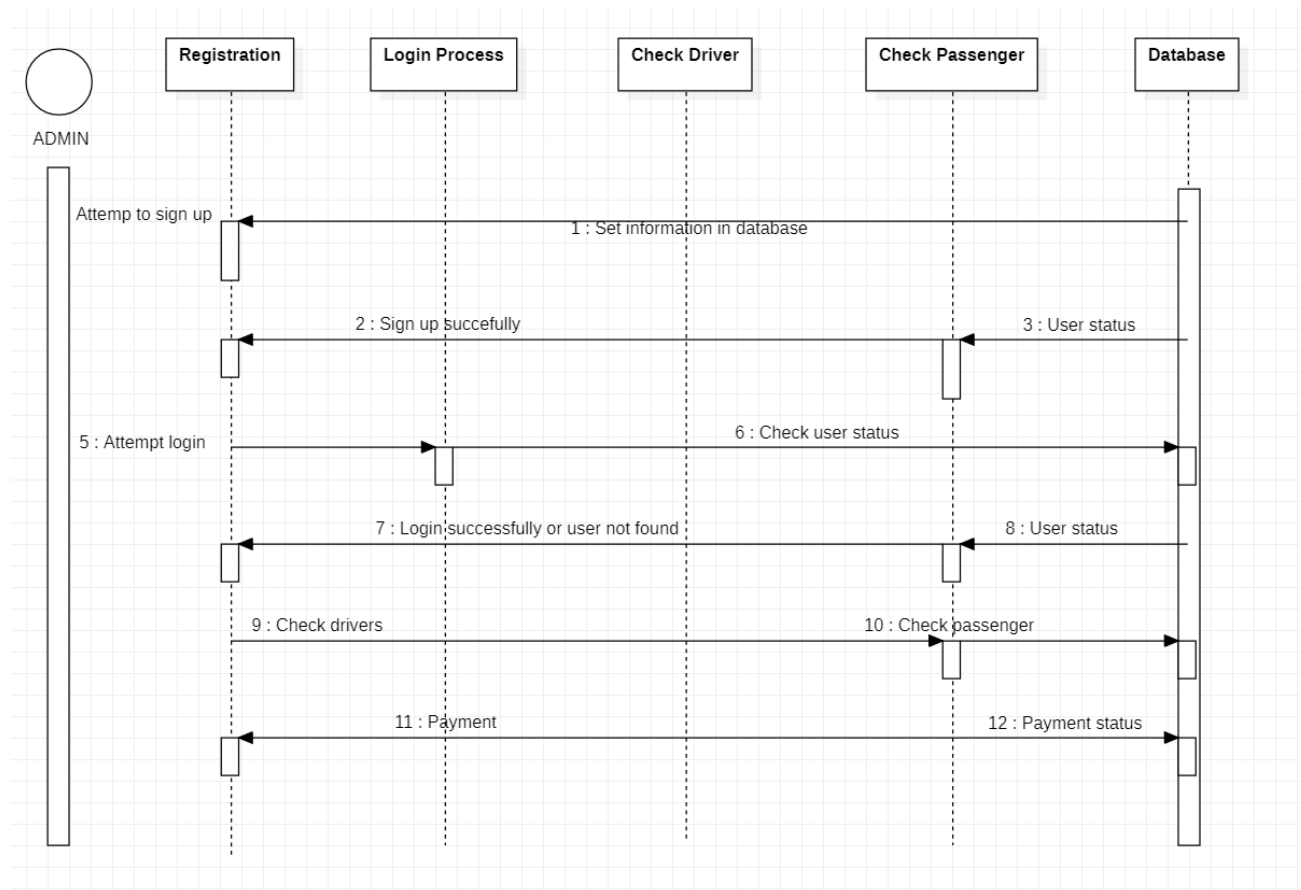 Registration
Login Process
Check Driver
Check Passenger
Database
ADMIN
Attemp to sign up
1 : Set information in database
2 : Sign up succefully
3 : User status
5 : Attempt login
6 : Check user status
7 : Login successfully or user not found
8 : User status
9 : Check drivers
10 : Check passenger
11 : Payment
12 : Payment status